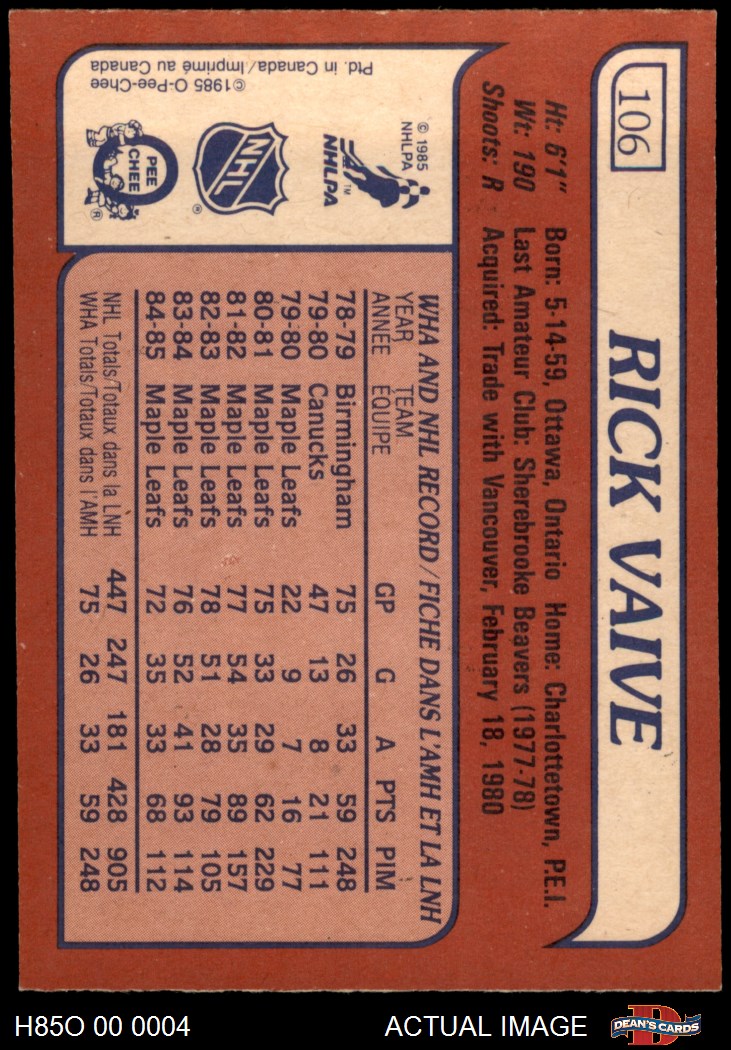 106
RICK VAIVE
Ht: 6'1" Born: 5-14-59, Ottawa, Ontario Home: Charlottetown, P.E.I.
Wt: 190 Last Amateur Club: Sherebrooke Beavers (1977-78)
Shoots: R Acquired: Trade with Vancouver, February 18, 1980
© 1985
NHLPA
NHLPA
TM
NHL
®
O
PEE
CHEE
®
©1985 O-Pee-Chee
Ptd. in Canada/Imprimé au Canada
WHA AND NHL RECORD/FICHE DANS L'AMH ET LA LNH
YEAR TEAM
ANNÉE ÉQUIPE GP G A PTS PIM
78-79 Birmingham 75 26 33 59 248
79-80 Canucks 47 13 8 21 111
79-80 Maple Leafs 22 9 7 16 77
80-81 Maple Leafs 75 33 29 62 229
81-82 Maple Leafs 77 54 35 89 157
82-83 Maple Leafs 78 51 28 79 105
83-84 Maple Leafs 76 52 41 93 114
84-85 Maple Leafs 72 35 33 68 112
NHL Totals/Totaux dans la LNH 447 247 181 428 905
WHA Totals/Totaux dans l'AMH 75 26 33 59 248
H85O 00 0004
ACTUAL IMAGE
D
DEAN'S CARDS